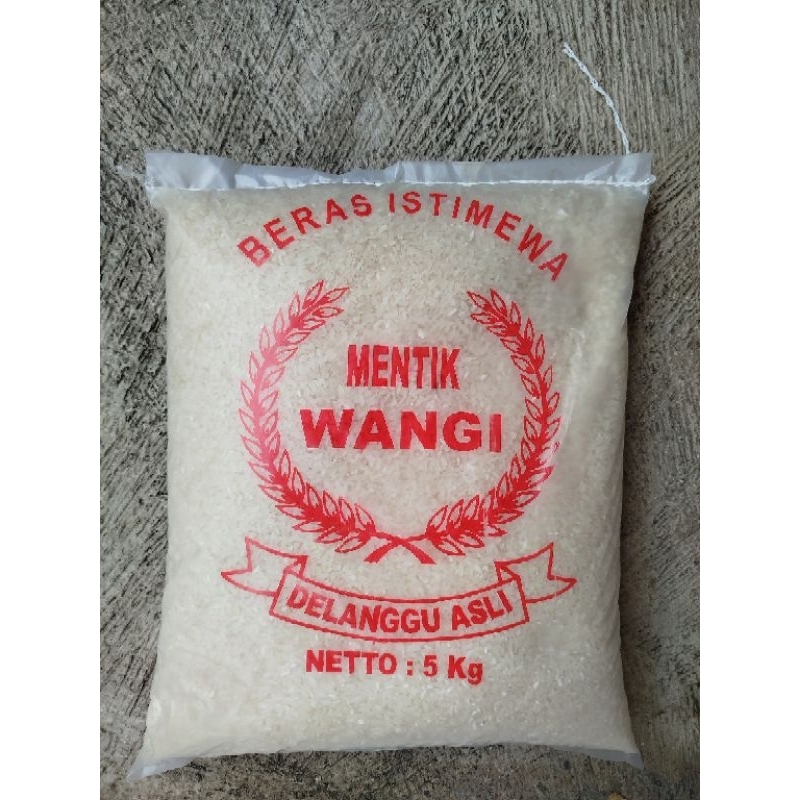 BERAS ISTIMEWA
MENTIK
WANGI
DELANGGU ASLI
NETTO : 5 Kg